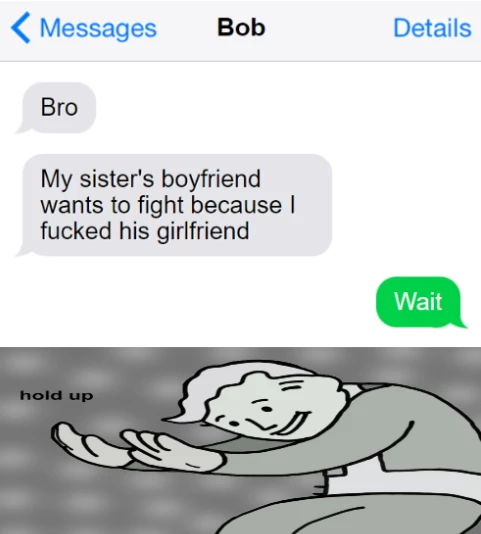 Messages Bob Details
Bro
My sister's boyfriend
wants to fight because I
fucked his girlfriend
Wait
hold up